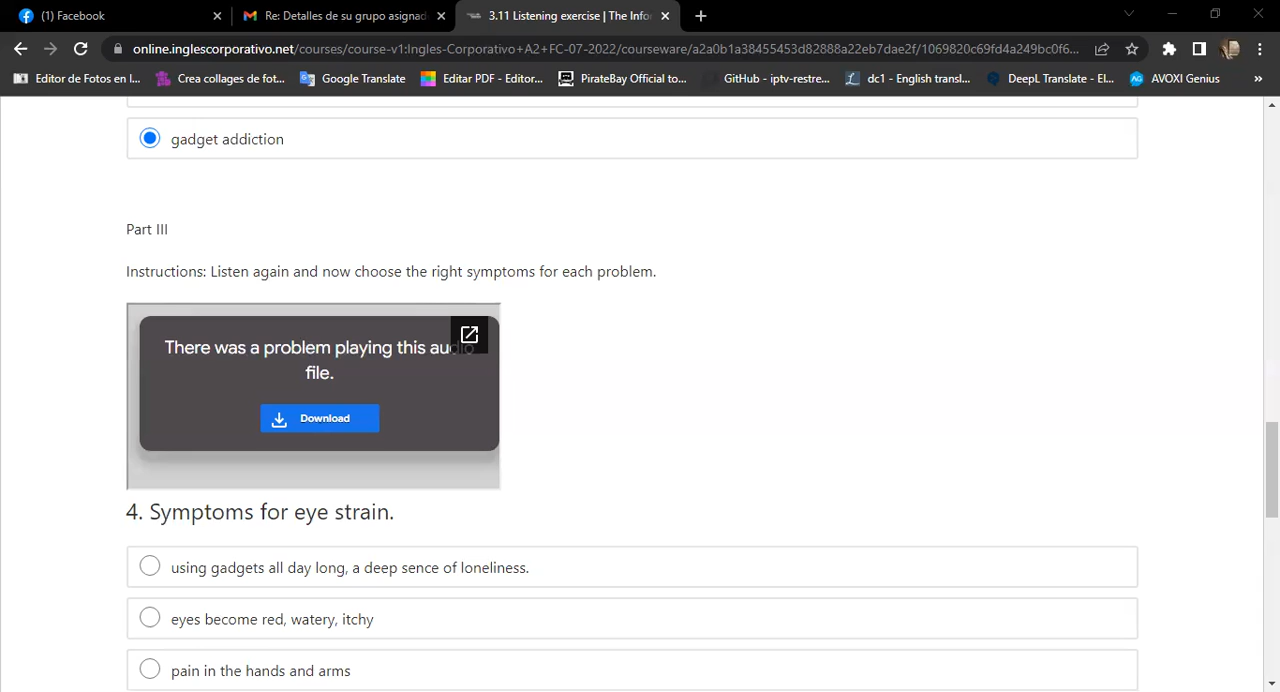 (1) Facebook
Re: Detalles de su grupo asignad
3.11 Listening exercise | The Info
online.inglescorporativo.net/courses/course-v1:Ingles-Corporativo+A2+FC-07-2022/courseware/a2a0b1a38455453d82888a22eb7dae2f/1069820c69fd4a249bc0f6...
Editor de Fotos en l...
Crea collages de fot...
Google Translate
Editar PDF - Editor...
PirateBay Official to...
GitHub - iptv-restre...
dc1 - English transl...
DeepL Translate - El...
AVOXI Genius
»
gadget addiction
Part III
Instructions: Listen again and now choose the right symptoms for each problem.
There was a problem playing this audio
file.
Download
4. Symptoms for eye strain.
using gadgets all day long, a deep sence of loneliness.
eyes become red, watery, itchy
pain in the hands and arms